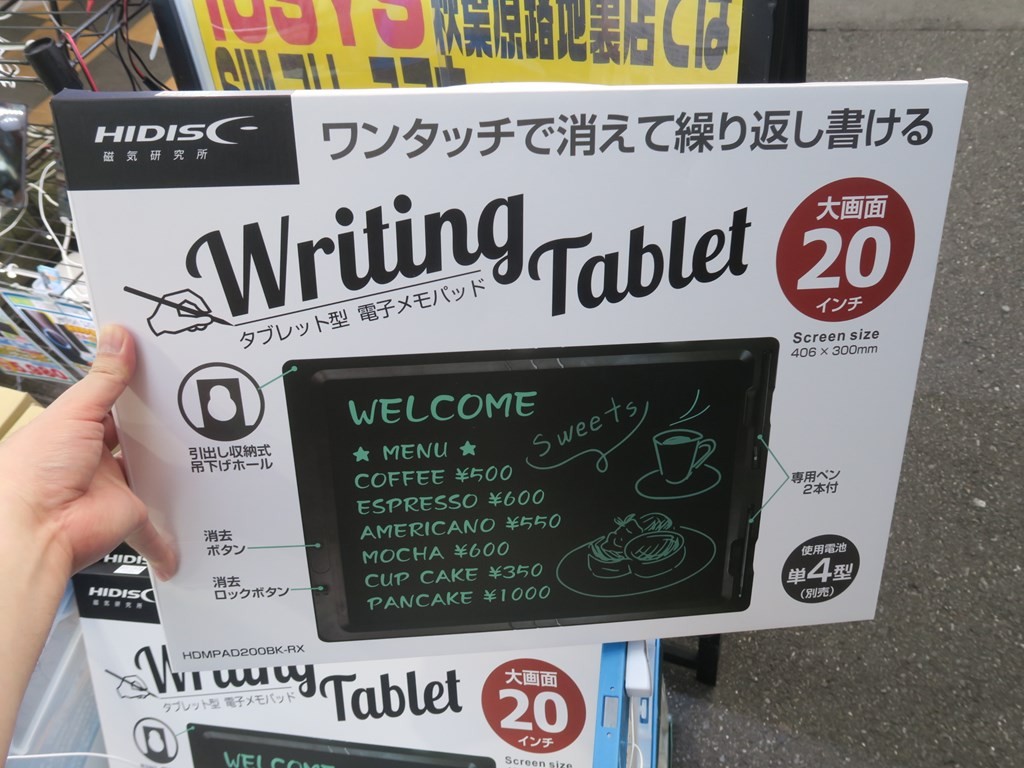 IOSYS 秋葉原路地裏店では
HIDISC
磁気研究所
ワンタッチで消えて繰り返し書ける
Writing Tablet
タブレット型 電子メモパッド
大画面
20
インチ
Screen size
406×300mm
引出し収納式
吊下げホール
消去
ボタン
消去
ロックボタン
WELCOME
★ MENU ★
COFFEE ¥500
ESPRESSO ¥600
AMERICANO ¥550
MOCHA ¥600
CUP CAKE ¥350
PANCAKE ¥1000
Sweets
専用ペン
2本付
使用電池
単4型
(別売)
HDMPAD200BK-RX
HIDIS
HIDISC
磁気研究所
Writing Tablet
タブレット型 電子メモパッド
大画面
20
インチ
Screen size
WELCOME